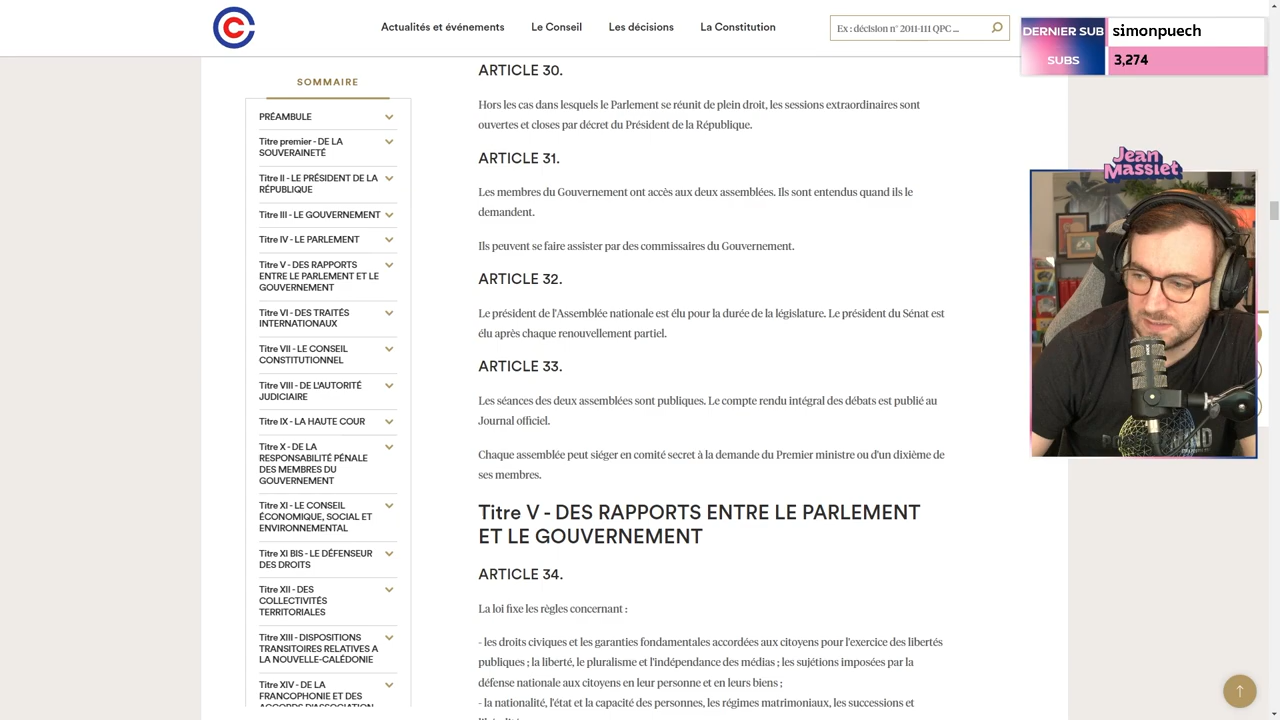 Actualités et événements
Le Conseil
Les décisions
La Constitution
Ex : décision n° 2011-111 QPC ...
DERNIER SUB
simonpuech
SUBS
3,274
Jean
Massiet
SOMMAIRE
PRÉAMBULE
Titre premier - DE LA
SOUVERAINETÉ
Titre II - LE PRÉSIDENT DE LA
RÉPUBLIQUE
Titre III - LE GOUVERNEMENT
Titre IV - LE PARLEMENT
Titre V - DES RAPPORTS
ENTRE LE PARLEMENT ET LE
GOUVERNEMENT
Titre VI - DES TRAITÉS
INTERNATIONAUX
Titre VII - LE CONSEIL
CONSTITUTIONNEL
Titre VIII - DE L'AUTORITÉ
JUDICIAIRE
Titre IX - LA HAUTE COUR
Titre X - DE LA
RESPONSABILITÉ PÉNALE
DES MEMBRES DU
GOUVERNEMENT
Titre XI - LE CONSEIL
ÉCONOMIQUE, SOCIAL ET
ENVIRONNEMENTAL
Titre XI BIS - LE DÉFENSEUR
DES DROITS
Titre XII - DES
COLLECTIVITÉS
TERRITORIALES
Titre XIII - DISPOSITIONS
TRANSITOIRES RELATIVES A
LA NOUVELLE-CALÉDONIE
Titre XIV - DE LA
FRANCOPHONIE ET DES
ACCORDS D'ASSOCIATION
ARTICLE 30.
Hors les cas dans lesquels le Parlement se réunit de plein droit, les sessions extraordinaires sont
ouvertes et closes par décret du Président de la République.
ARTICLE 31.
Les membres du Gouvernement ont accès aux deux assemblées. Ils sont entendus quand ils le
demandent.
Ils peuvent se faire assister par des commissaires du Gouvernement.
ARTICLE 32.
Le président de l'Assemblée nationale est élu pour la durée de la législature. Le président du Sénat est
élu après chaque renouvellement partiel.
ARTICLE 33.
Les séances des deux assemblées sont publiques. Le compte rendu intégral des débats est publié au
Journal officiel.
Chaque assemblée peut siéger en comité secret à la demande du Premier ministre ou d'un dixième de
ses membres.
Titre V - DES RAPPORTS ENTRE LE PARLEMENT
ET LE GOUVERNEMENT
ARTICLE 34.
La loi fixe les règles concernant :
- les droits civiques et les garanties fondamentales accordées aux citoyens pour l'exercice des libertés
publiques ; la liberté, le pluralisme et l'indépendance des médias ; les sujétions imposées par la
défense nationale aux citoyens en leur personne et en leurs biens ;
- la nationalité, l'état et la capacité des personnes, les régimes matrimoniaux, les successions et